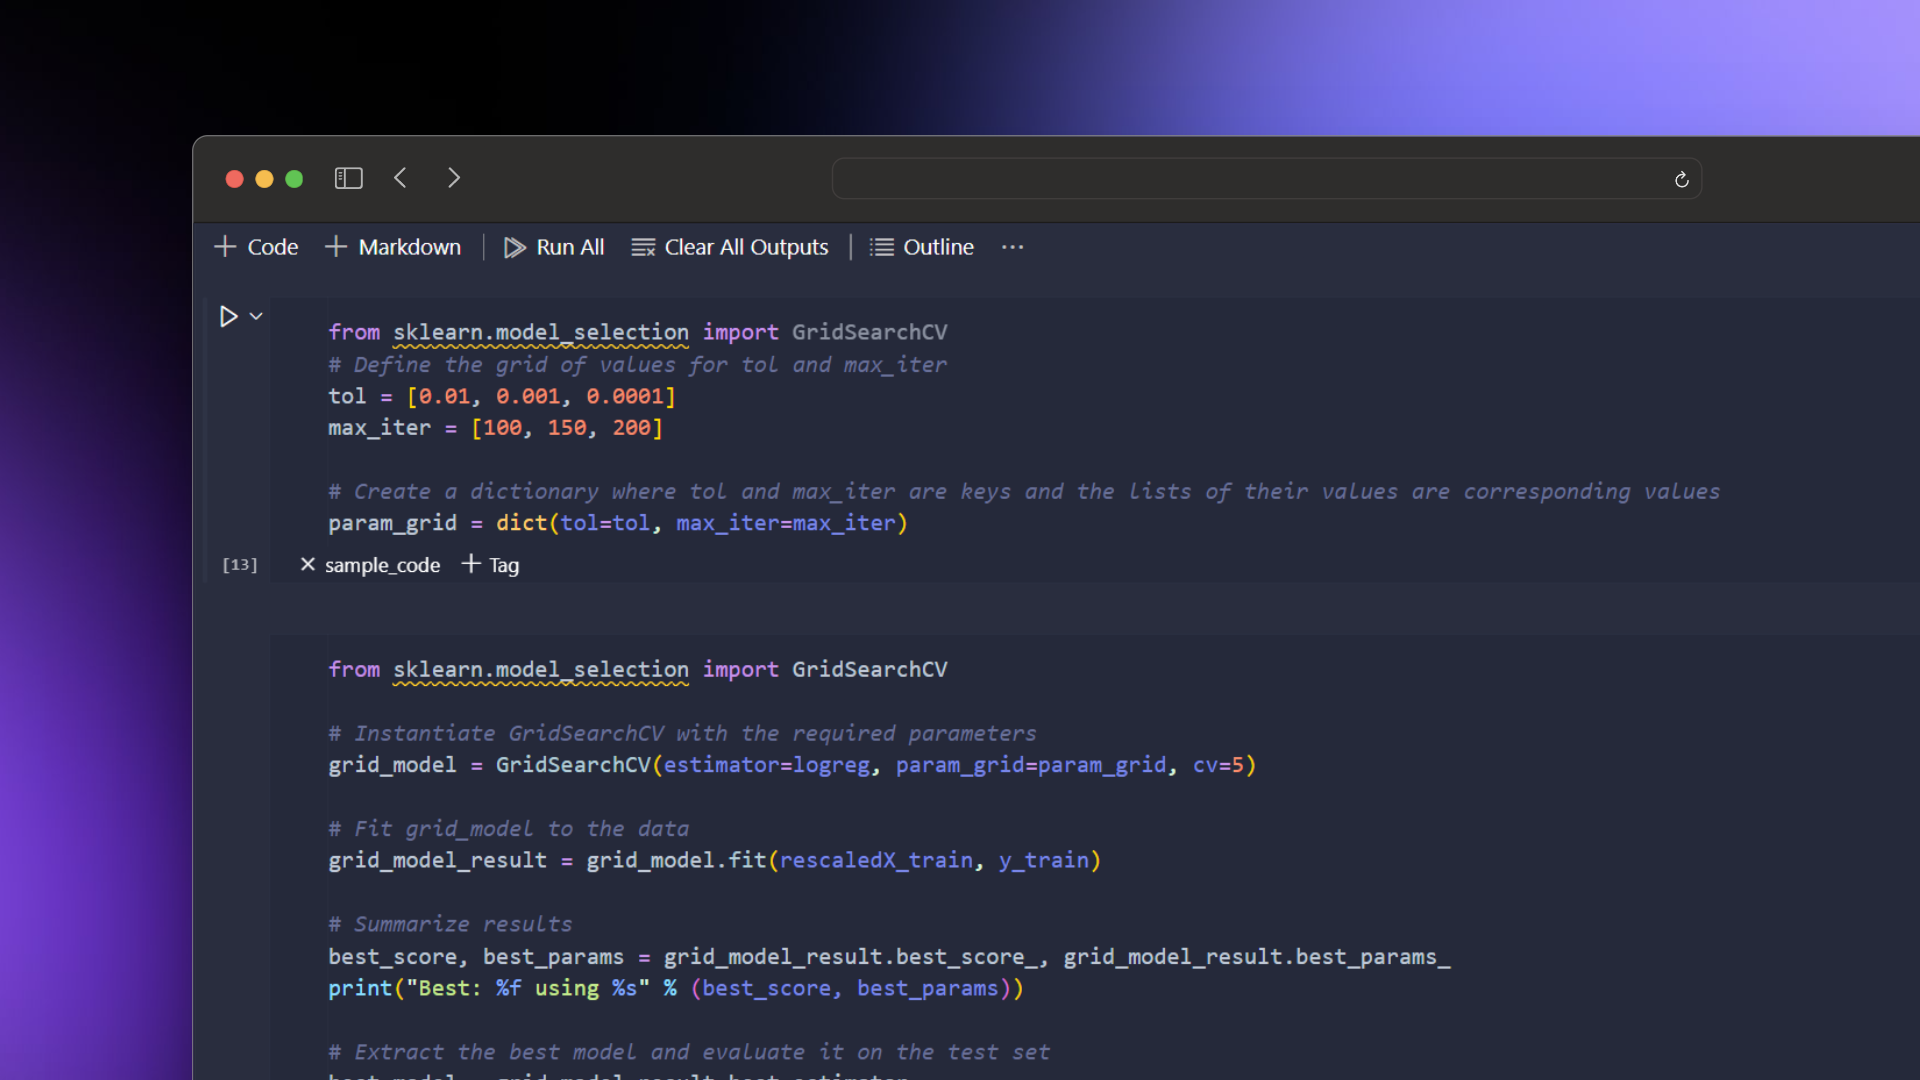 Code Markdown Run All Clear All Outputs Outline ...
from sklearn.model_selection import GridSearchCV
# Define the grid of values for tol and max_iter
tol = [0.01, 0.001, 0.0001]
max_iter = [100, 150, 200]
# Create a dictionary where tol and max_iter are keys and the lists of their values are corresponding values
param_grid = dict(tol=tol, max_iter=max_iter)
[13] sample_code Tag
from sklearn.model_selection import GridSearchCV
# Instantiate GridSearchCV with the required parameters
grid_model = GridSearchCV(estimator=logreg, param_grid=param_grid, cv=5)
# Fit grid_model to the data
grid_model_result = grid_model.fit(rescaledX_train, y_train)
# Summarize results
best_score, best_params = grid_model_result.best_score_, grid_model_result.best_params_
print("Best: %f using %s" % (best_score, best_params))
# Extract the best model and evaluate it on the test set